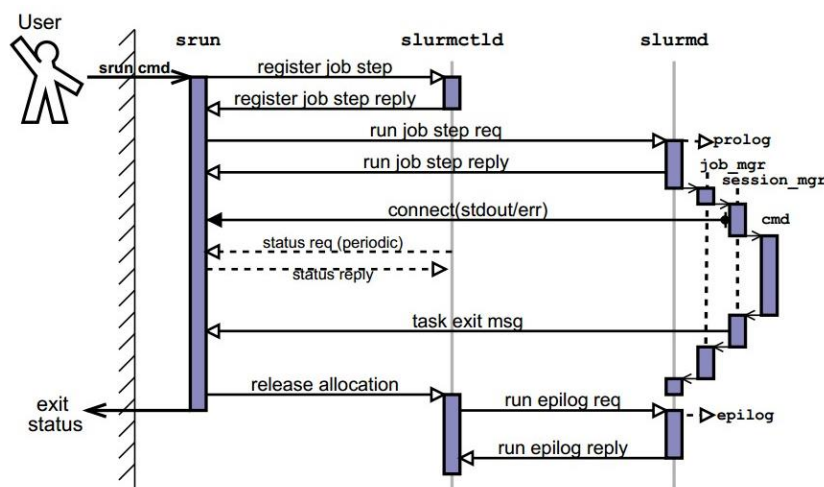 User
srun
slurmctld
slurmd
srun cmd
register job step
register job step reply
run job step req
prolog
run job step reply
job_mgr
session_mgr
connect(stdout/err)
cmd
status req (periodic)
status reply
task exit msg
release allocation
exit
status
run epilog req
epilog
run epilog reply